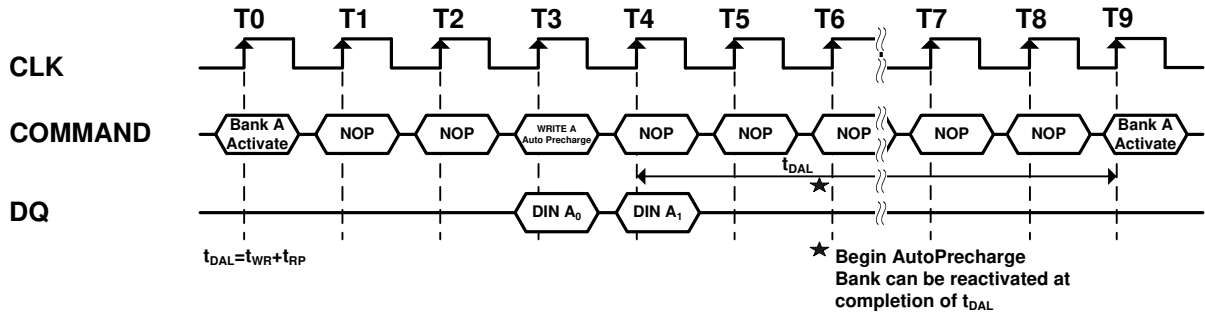 T0 T1 T2 T3 T4 T5 T6 T7 T8 T9
CLK
COMMAND
Bank A
Activate
NOP
NOP
WRITE A
Auto Precharge
NOP
NOP
NOP
NOP
NOP
Bank A
Activate
tDAL
DQ
DIN A0
DIN A1
tDAL=tWR+tRP
★ Begin AutoPrecharge
Bank can be reactivated at
completion of tDAL